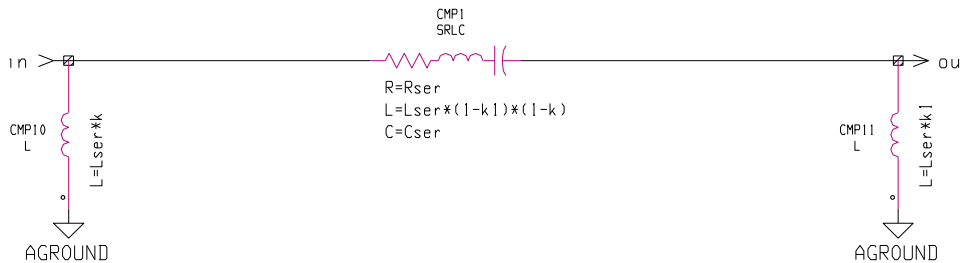 CMP1
SRLC
in
ou
R=Rser
L=Lser*(1-k1)*(1-k)
C=Cser
CMP10
L
L=Lser*k
CMP11
L
L=Lser*k1
AGROUND
AGROUND